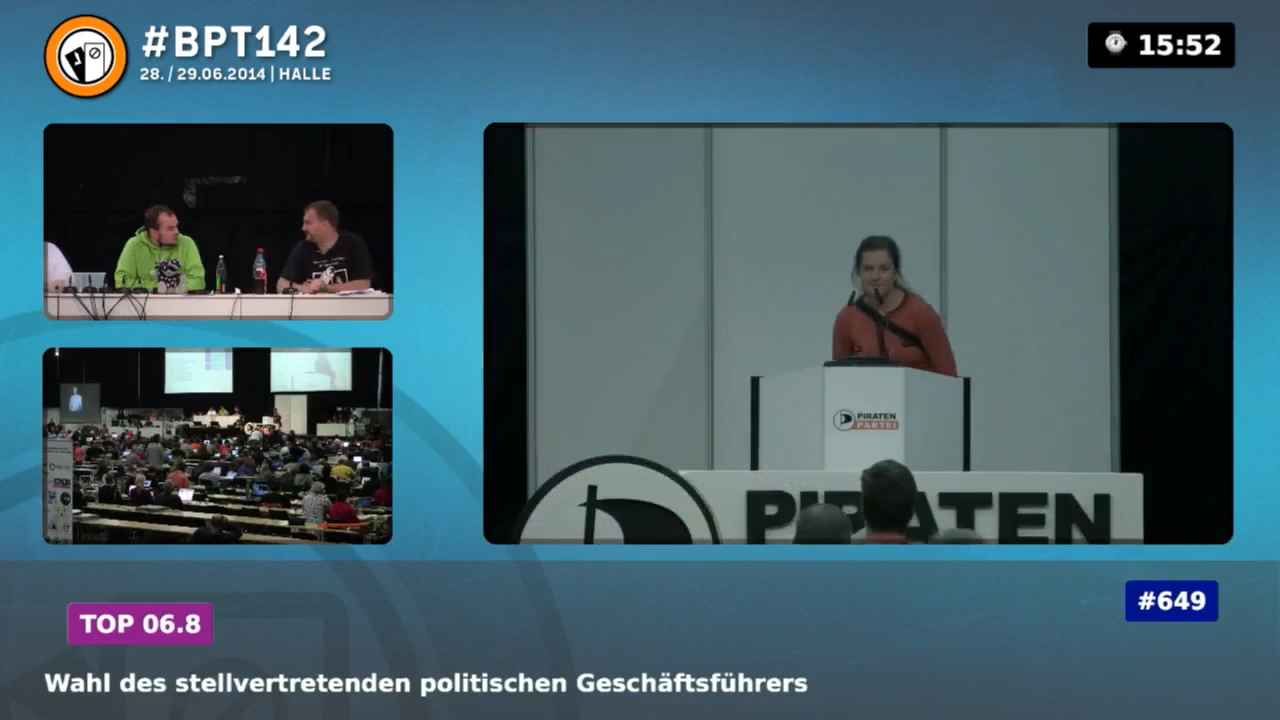 #BPT142
28. / 29.06.2014 | HALLE
15:52
PIRATEN
PARTEI
PIRATEN
#649
TOP 06.8
Wahl des stellvertretenden politischen Geschäftsführers